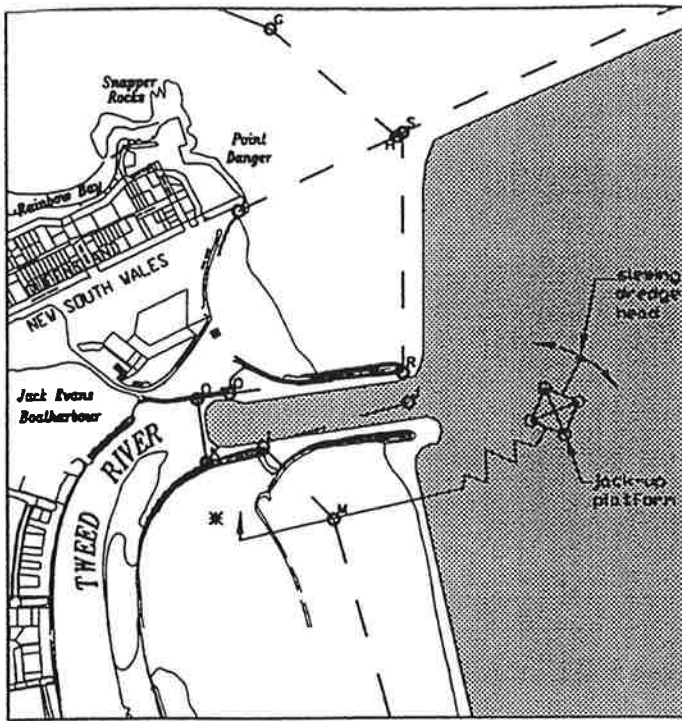 G
Snapper
Rocks
S
H
Point
Danger
Rainbow Bay
QUEENSLAND
NEW SOUTH WALES
slewing
dredge
head
R
Jack Evans
Boatharbour
TWEED RIVER
jack-up
platform
M